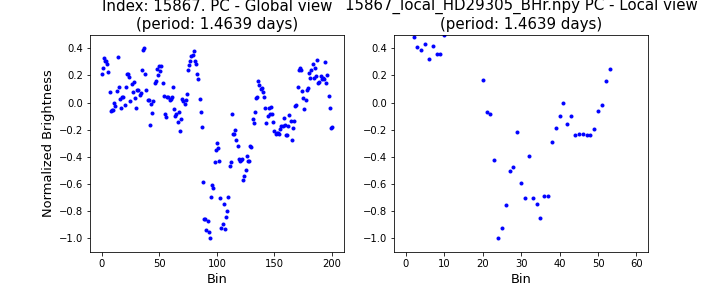 Index: 15867. PC - Global view
(period: 1.4639 days)
15867_local_HD29305_BHr.npy PC - Local view
(period: 1.4639 days)
Normalized Brightness
0.4
0.2
0.0
−0.2
−0.4
−0.6
−0.8
−1.0
0 50 100 150 200
Bin
0.4
0.2
0.0
−0.2
−0.4
−0.6
−0.8
−1.0
0 10 20 30 40 50 60
Bin